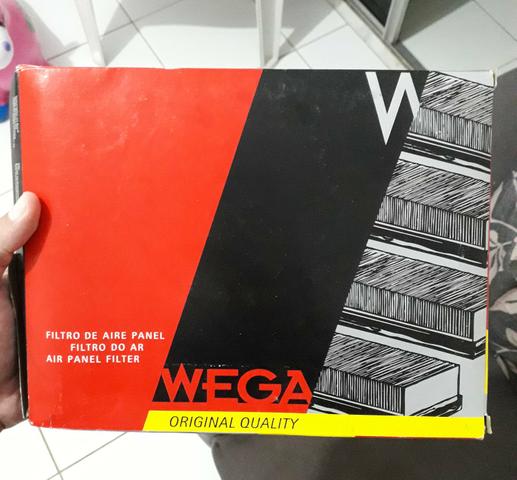 W
FILTRO DE AIRE PANEL
FILTRO DO AR
AIR PANEL FILTER
WEGA
ORIGINAL QUALITY